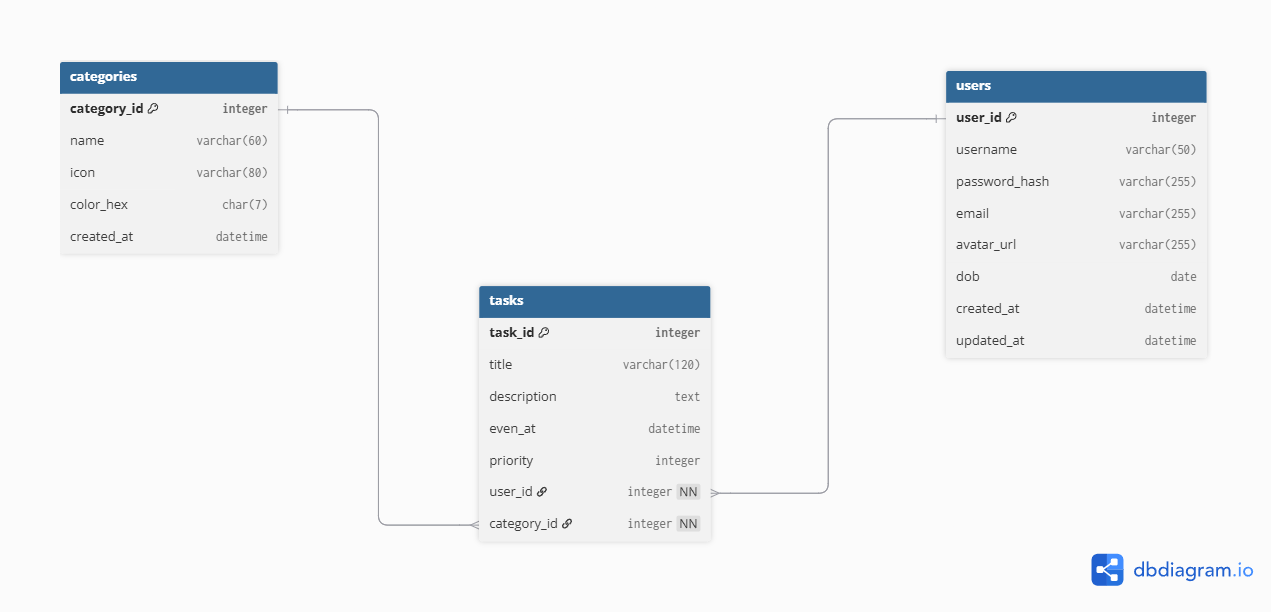 categories
category_id integer
name varchar(60)
icon varchar(80)
color_hex char(7)
created_at datetime
users
user_id integer
username varchar(50)
password_hash varchar(255)
email varchar(255)
avatar_url varchar(255)
dob date
created_at datetime
updated_at datetime
tasks
task_id integer
title varchar(120)
description text
even_at datetime
priority integer
user_id integer NN
category_id integer NN
dbdiagram.io